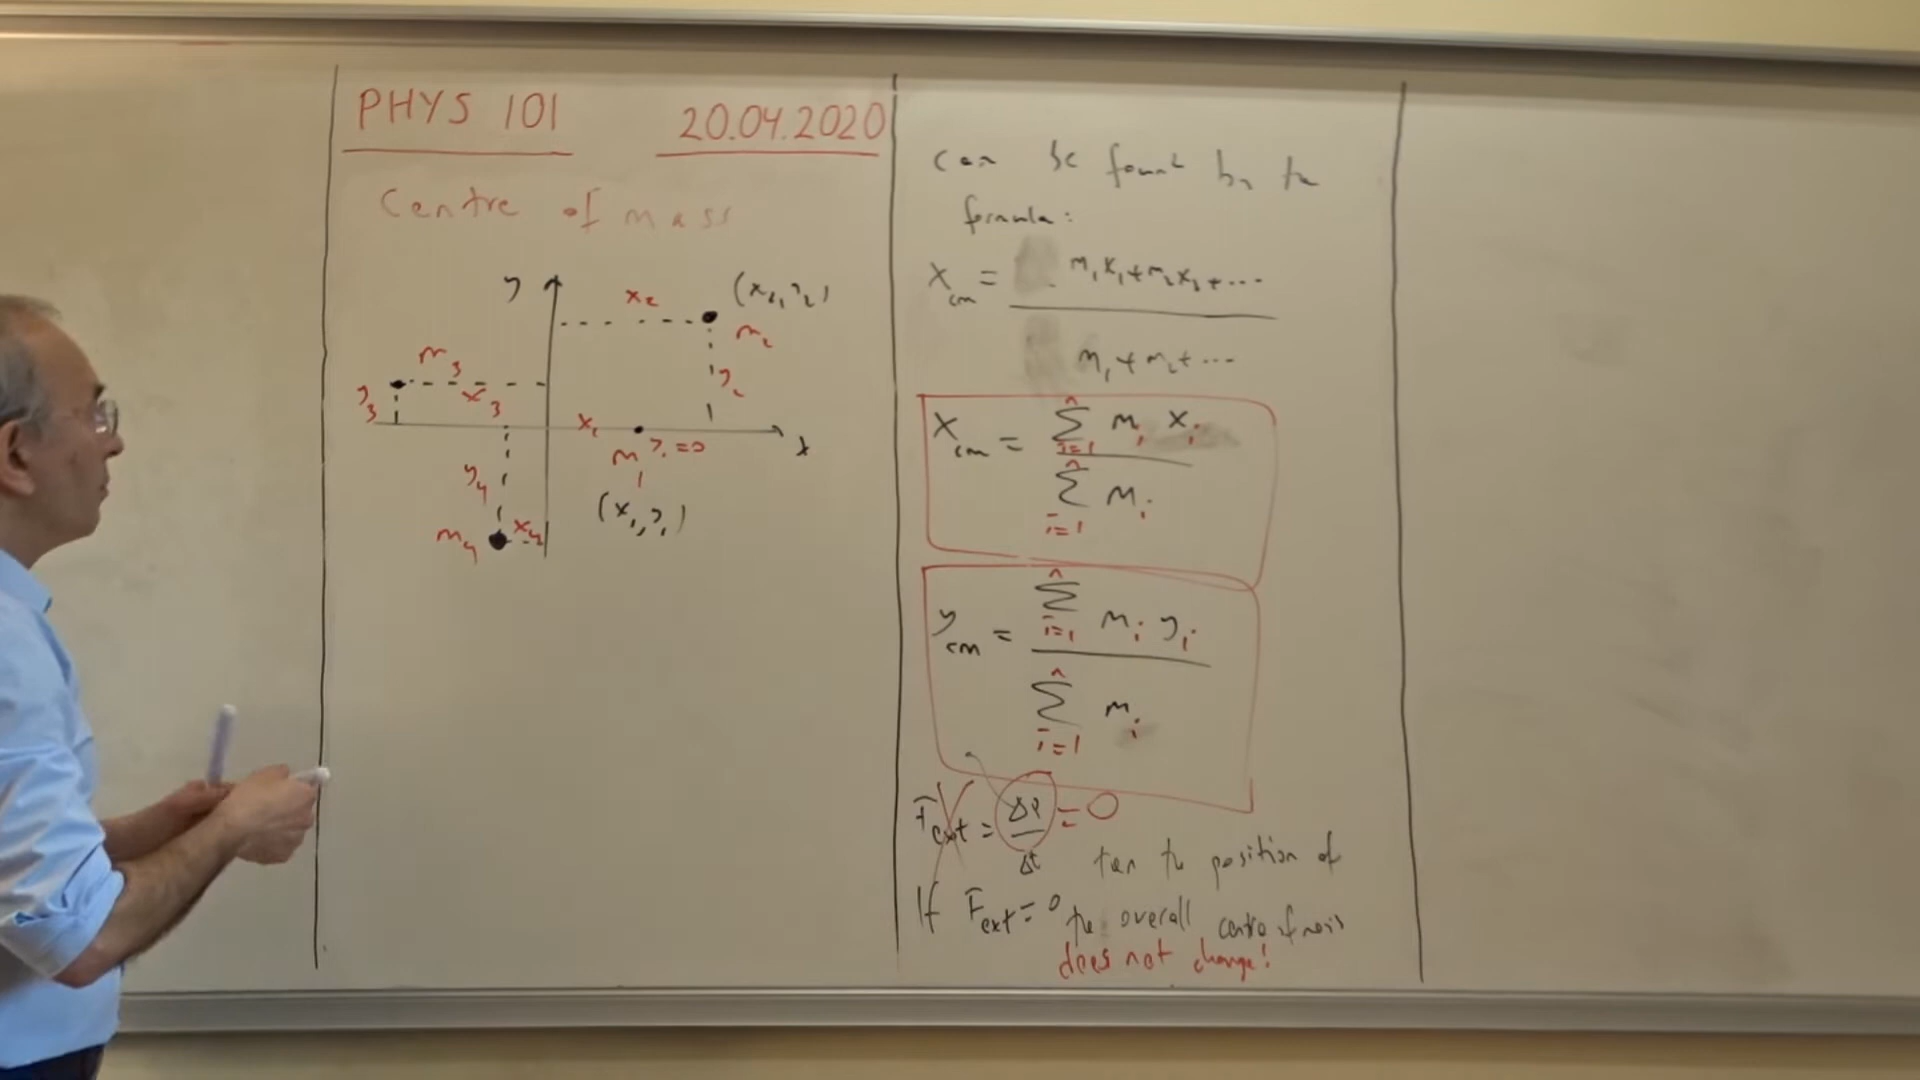 PHYS 101 20.04.2020
Centre of mass
y
x₂ (x₂, y₂)
m₂
m₃
y₃ x₃ y₂
x₁ x
m₁ y₁ = 0
y₄ (x₁, y₁)
m₄ x₄
can be found by the
formula:
x_cm = m₁x₁ + m₂x₂ + ...
m₁ + m₂ + ...
x_cm = n Σ i=1 mᵢ xᵢ
n Σ i=1 mᵢ
y_cm = n Σ i=1 mᵢ yᵢ
n Σ i=1 mᵢ
F_ext = ΔP / Δt = 0
If F_ext = 0 then the position of
the overall centre of mass
does not change!